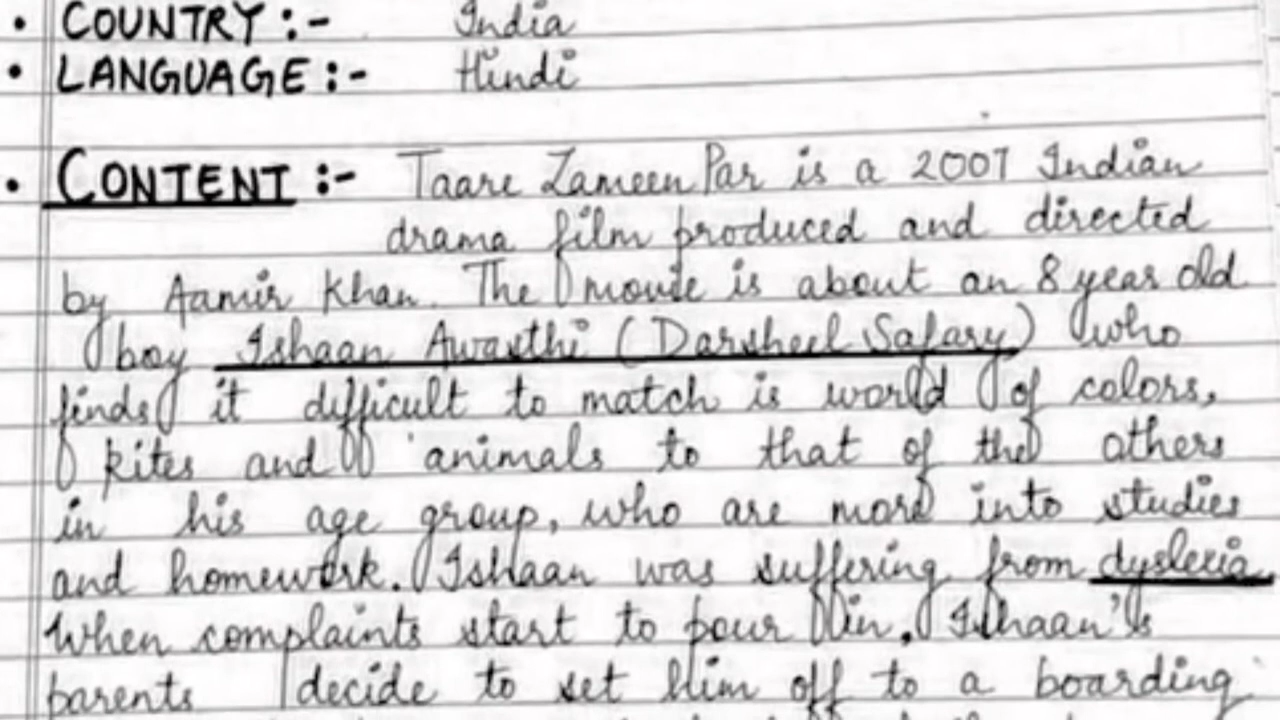 • COUNTRY :- India
• LANGUAGE :- Hindi
• CONTENT :- Taare Zameen Par is a 2007 Indian
drama film produced and directed
by Aamir Khan. The movie is about an 8 year old
boy Ishaan Awasthi (Darsheel Safary) who
finds it difficult to match is world of colors,
kites and animals to that of the others
in his age group, who are more into studies
and homework. Ishaan was suffering from dyslexia.
When complaints start to pour in, Ishaan's
parents decide to set him off to a boarding